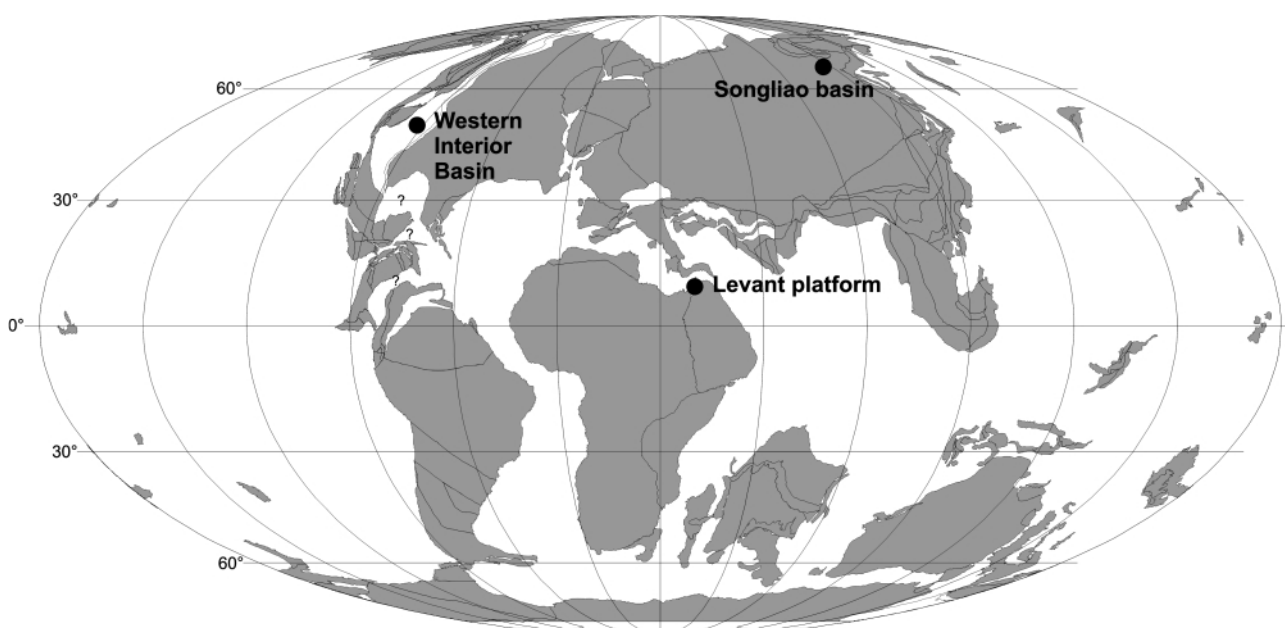 60°
Songliao basin
Western
Interior
Basin
30°
?
?
?
Levant platform
0°
30°
60°